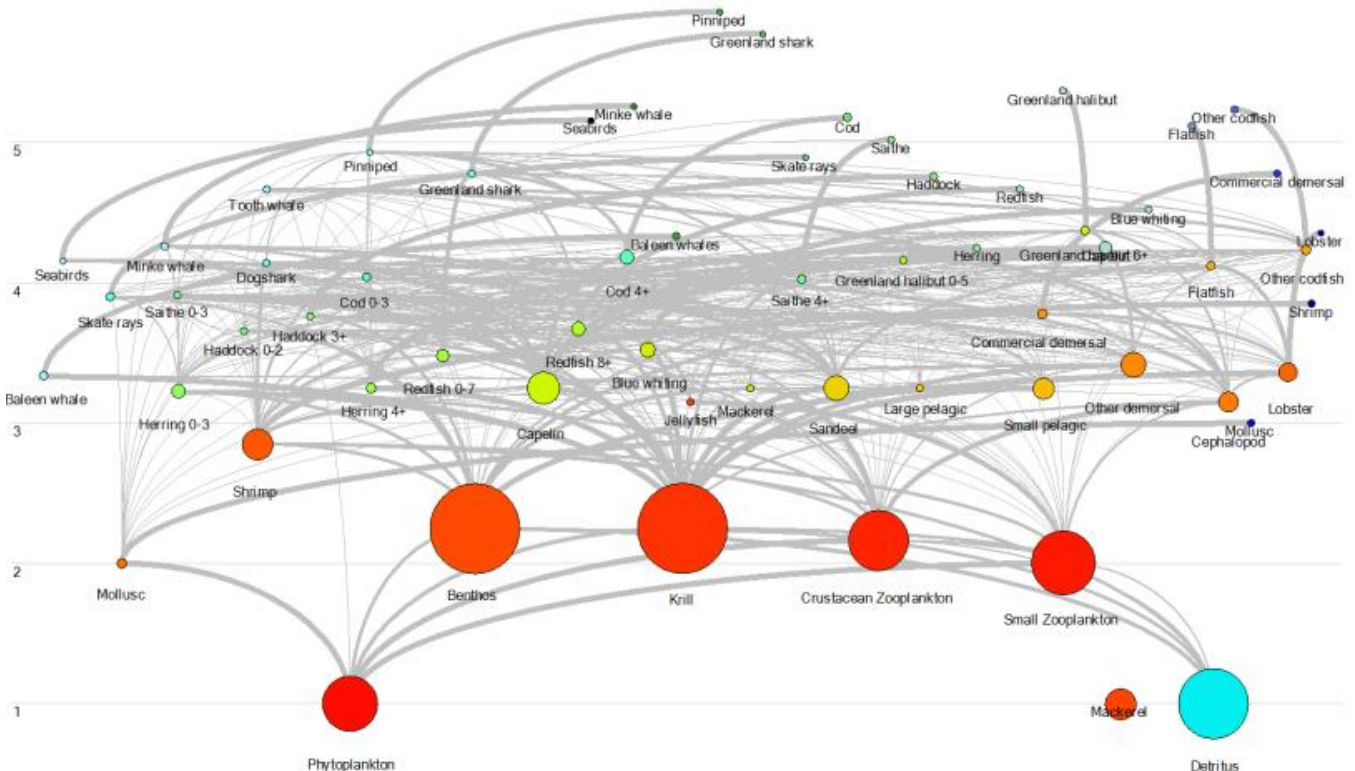 Pinniped
Greenland shark
Greenland halibut
Minke whale
Seabirds
Cod
Other codfish
Flatfish
5
Saithe
Pinniped
Skate rays
Greenland shark
Haddock
Commercial demersal
Redfish
Tooth whale
Blue whiting
Baleen whales
Lobster
Herring
Greenland halibut 6+
Seabirds
Minke whale
Dogshark
Greenland halibut 0-5
Other codfish
4
Cod 0-3
Cod 4+
Saithe 4+
Flatfish
Skate rays
Saithe 0-3
Shrimp
Haddock 3+
Haddock 0-2
Commercial demersal
Redfish 8+
Redfish 0-7
Blue whiting
Baleen whale
Herring 4+
Jellyfish
Mackerel
Large pelagic
Other demersal
Lobster
Herring 0-3
Capelin
Sandeel
Small pelagic
3
Mollusc
Cephalopod
Shrimp
2
Mollusc
Benthos
Krill
Crustacean Zooplankton
Small Zooplankton
1
Mackerel
Phytoplankton
Detritus